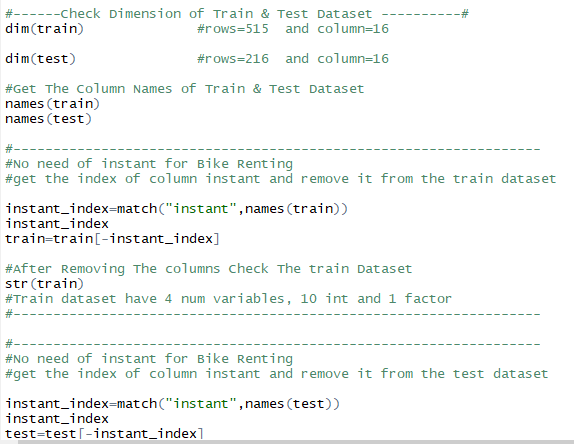 #------Check Dimension of Train & Test Dataset ----------#
dim(train)              #rows=515  and column=16
dim(test)               #rows=216  and column=16
#Get The Column Names of Train & Test Dataset
names(train)
names(test)
#------------------------------------------------------------------
#No need of instant for Bike Renting
#get the index of column instant and remove it from the train dataset
instant_index=match("instant",names(train))
instant_index
train=train[-instant_index]
#After Removing The columns Check The train Dataset
str(train)
#Train dataset have 4 num variables, 10 int and 1 factor
#------------------------------------------------------------------
#------------------------------------------------------------------
#No need of instant for Bike Renting
#get the index of column instant and remove it from the test dataset
instant_index=match("instant",names(test))
instant_index
test=test[-instant_index]